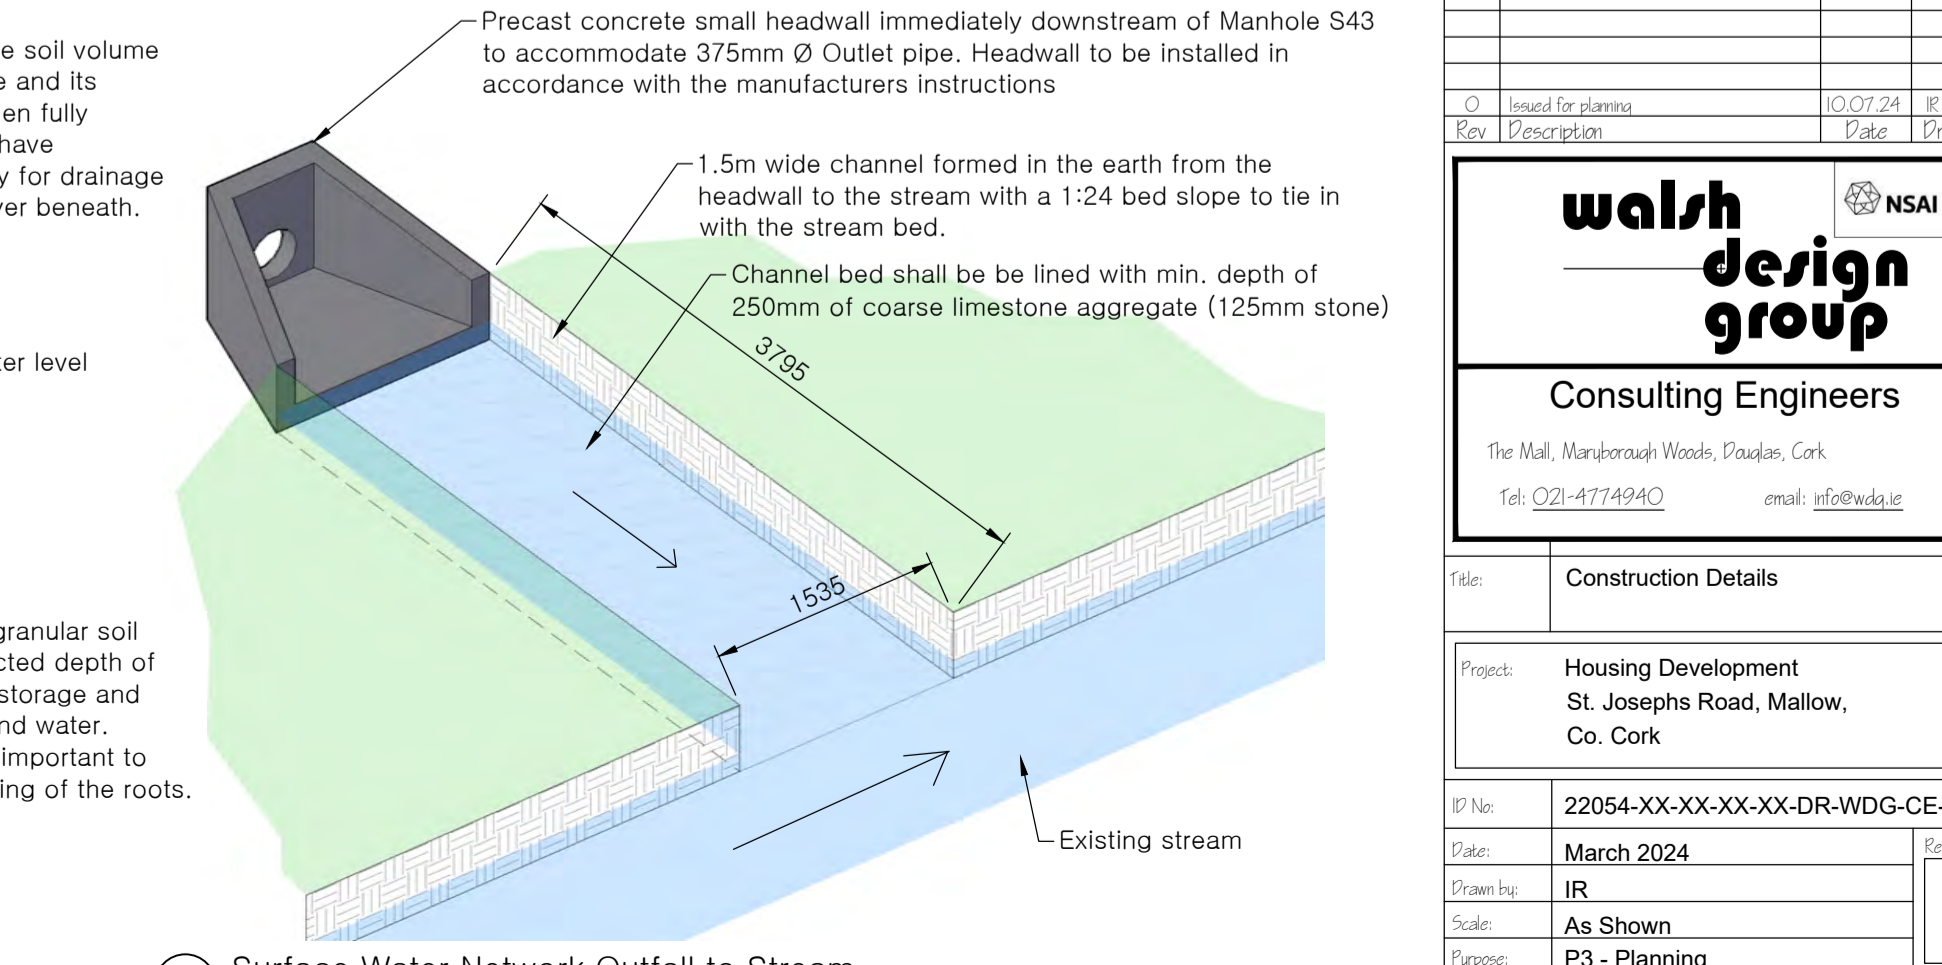 e soil volume
e and its
en fully
have
y for drainage
ver beneath.
ter level
granular soil
cted depth of
storage and
nd water.
important to
ing of the roots.
Precast concrete small headwall immediately downstream of Manhole S43
to accommodate 375mm Ø Outlet pipe. Headwall to be installed in
accordance with the manufacturers instructions
1.5m wide channel formed in the earth from the
headwall to the stream with a 1:24 bed slope to tie in
with the stream bed.
Channel bed shall be be lined with min. depth of
250mm of coarse limestone aggregate (125mm stone)
3795
1535
Existing stream
Surface Water Network Outfall to Stream
0 Issued for planning 10.07.24 IR
Rev Description Date Dr
walsh
design
group
NSAI
Consulting Engineers
The Mall, Maryborough Woods, Douglas, Cork
Tel: 021-4774940 email: info@wdg.ie
Title: Construction Details
Project: Housing Development
St. Josephs Road, Mallow,
Co. Cork
ID No: 22054-XX-XX-XX-XX-DR-WDG-CE-
Date: March 2024 Re
Drawn by: IR
Scale: As Shown
Purpose: P3 - Planning